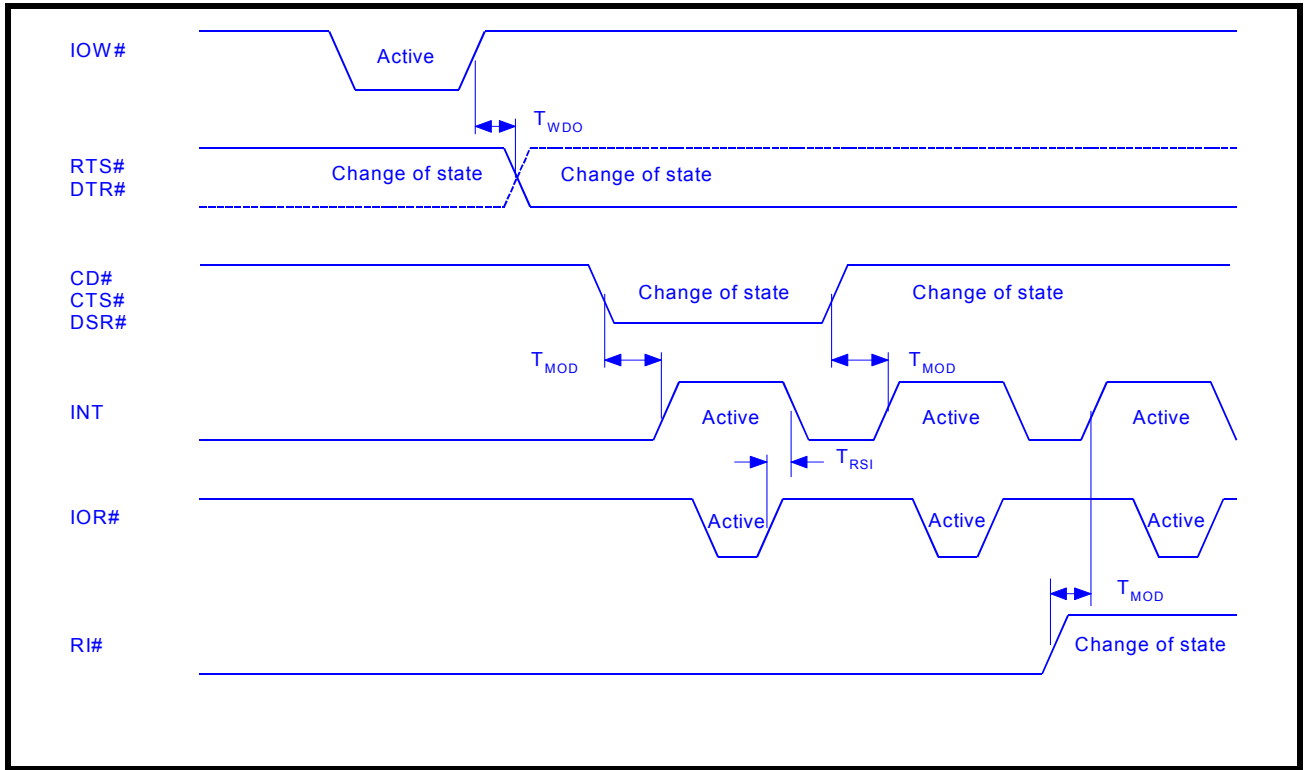 IOW#
Active
TWDO
RTS#
DTR#
Change of state
Change of state
CD#
CTS#
DSR#
Change of state
Change of state
TMOD
TMOD
INT
Active
Active
Active
TRSI
IOR#
Active
Active
Active
TMOD
RI#
Change of state